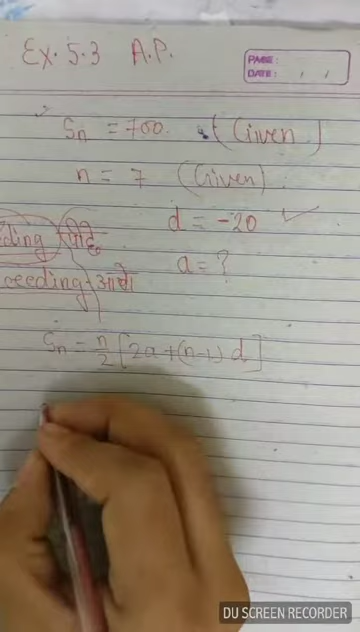 Ex. 5.3 A.P.
PAGE:
DATE: , ,
Sn = 700. (Given)
n = 7 (Given)
d = -20 ✓
a = ?
ceeding
Sn = n/2 [2a + (n-1) d]
DU SCREEN RECORDER